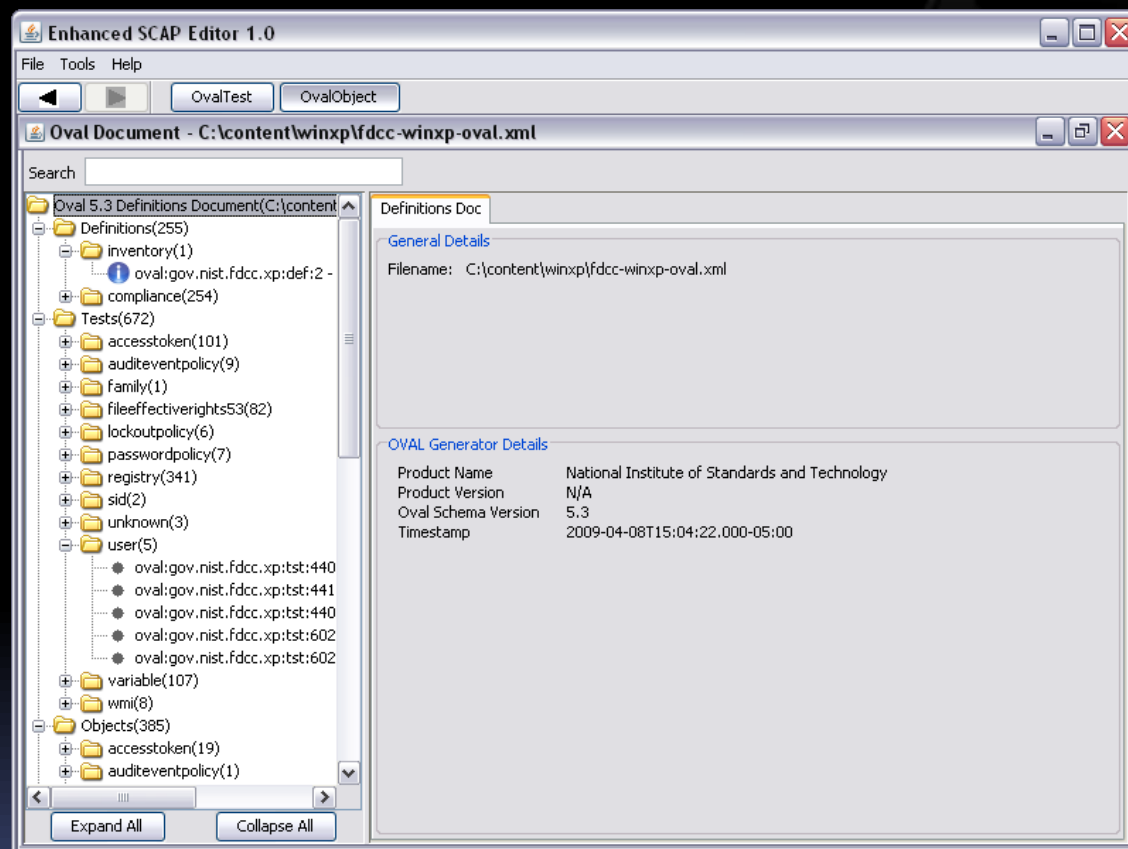 Enhanced SCAP Editor 1.0
File Tools Help
OvalTest OvalObject
Oval Document - C:\content\winxp\fdcc-winxp-oval.xml
Search
Oval 5.3 Definitions Document(C:\content
Definitions(255)
inventory(1)
oval:gov.nist.fdcc.xp:def:2 -
compliance(254)
Tests(672)
accesstoken(101)
auditeventpolicy(9)
family(1)
fileeffectiverights53(82)
lockoutpolicy(6)
passwordpolicy(7)
registry(341)
sid(2)
unknown(3)
user(5)
oval:gov.nist.fdcc.xp:tst:440
oval:gov.nist.fdcc.xp:tst:441
oval:gov.nist.fdcc.xp:tst:440
oval:gov.nist.fdcc.xp:tst:602
oval:gov.nist.fdcc.xp:tst:602
variable(107)
wmi(8)
Objects(385)
accesstoken(19)
auditeventpolicy(1)
Expand All Collapse All
Definitions Doc
General Details
Filename: C:\content\winxp\fdcc-winxp-oval.xml
OVAL Generator Details
Product Name National Institute of Standards and Technology
Product Version N/A
Oval Schema Version 5.3
Timestamp 2009-04-08T15:04:22.000-05:00